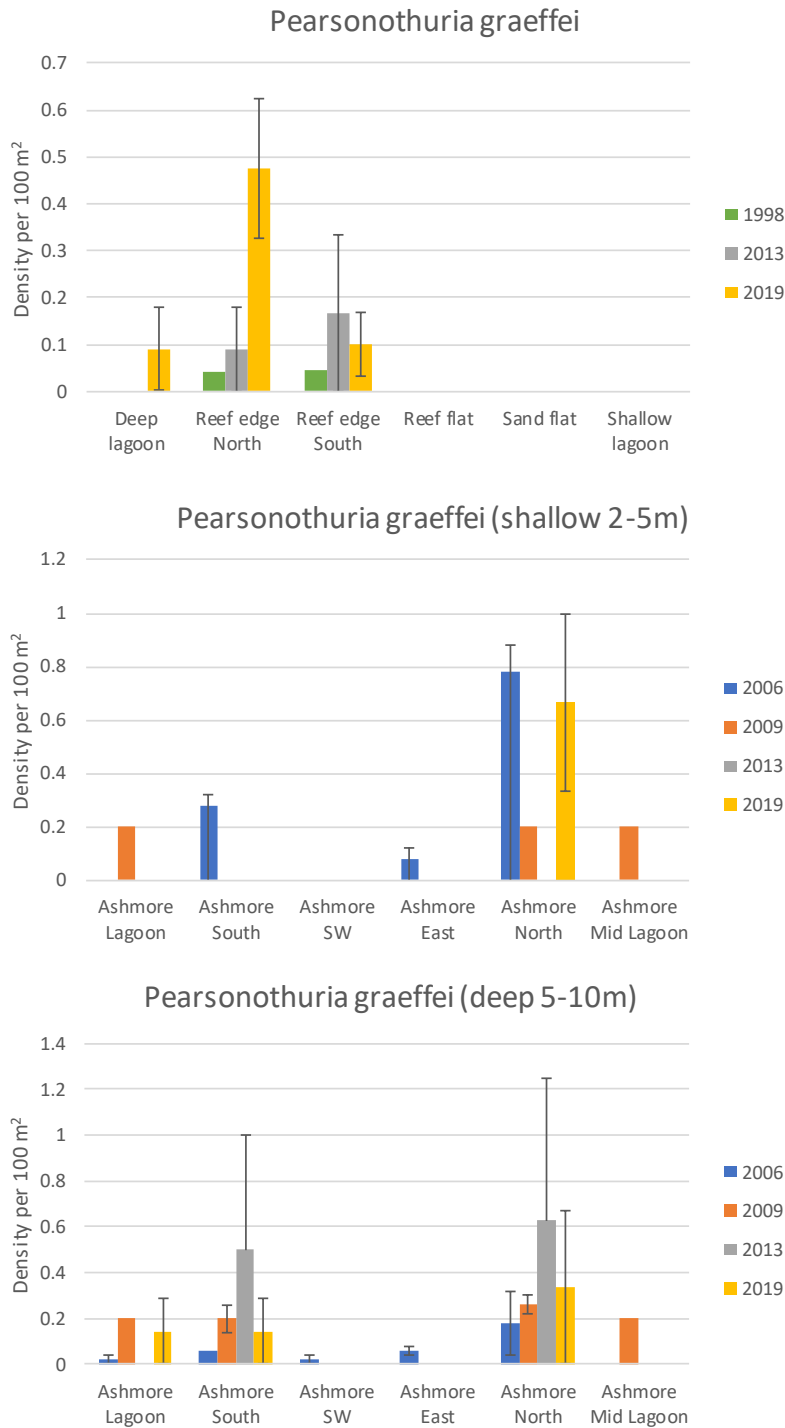 Pearsonothuria graeffei
0.7
0.6
0.5
0.4
0.3
0.2
0.1
0
Density per 100 m²
Deep lagoon
Reef edge North
Reef edge South
Reef flat
Sand flat
Shallow lagoon
1998
2013
2019
Pearsonothuria graeffei (shallow 2-5m)
1.2
1
0.8
0.6
0.4
0.2
0
Density per 100 m²
Ashmore Lagoon
Ashmore South
Ashmore SW
Ashmore East
Ashmore North
Ashmore Mid Lagoon
2006
2009
2013
2019
Pearsonothuria graeffei (deep 5-10m)
1.4
1.2
1
0.8
0.6
0.4
0.2
0
Density per 100 m²
Ashmore Lagoon
Ashmore South
Ashmore SW
Ashmore East
Ashmore North
Ashmore Mid Lagoon
2006
2009
2013
2019